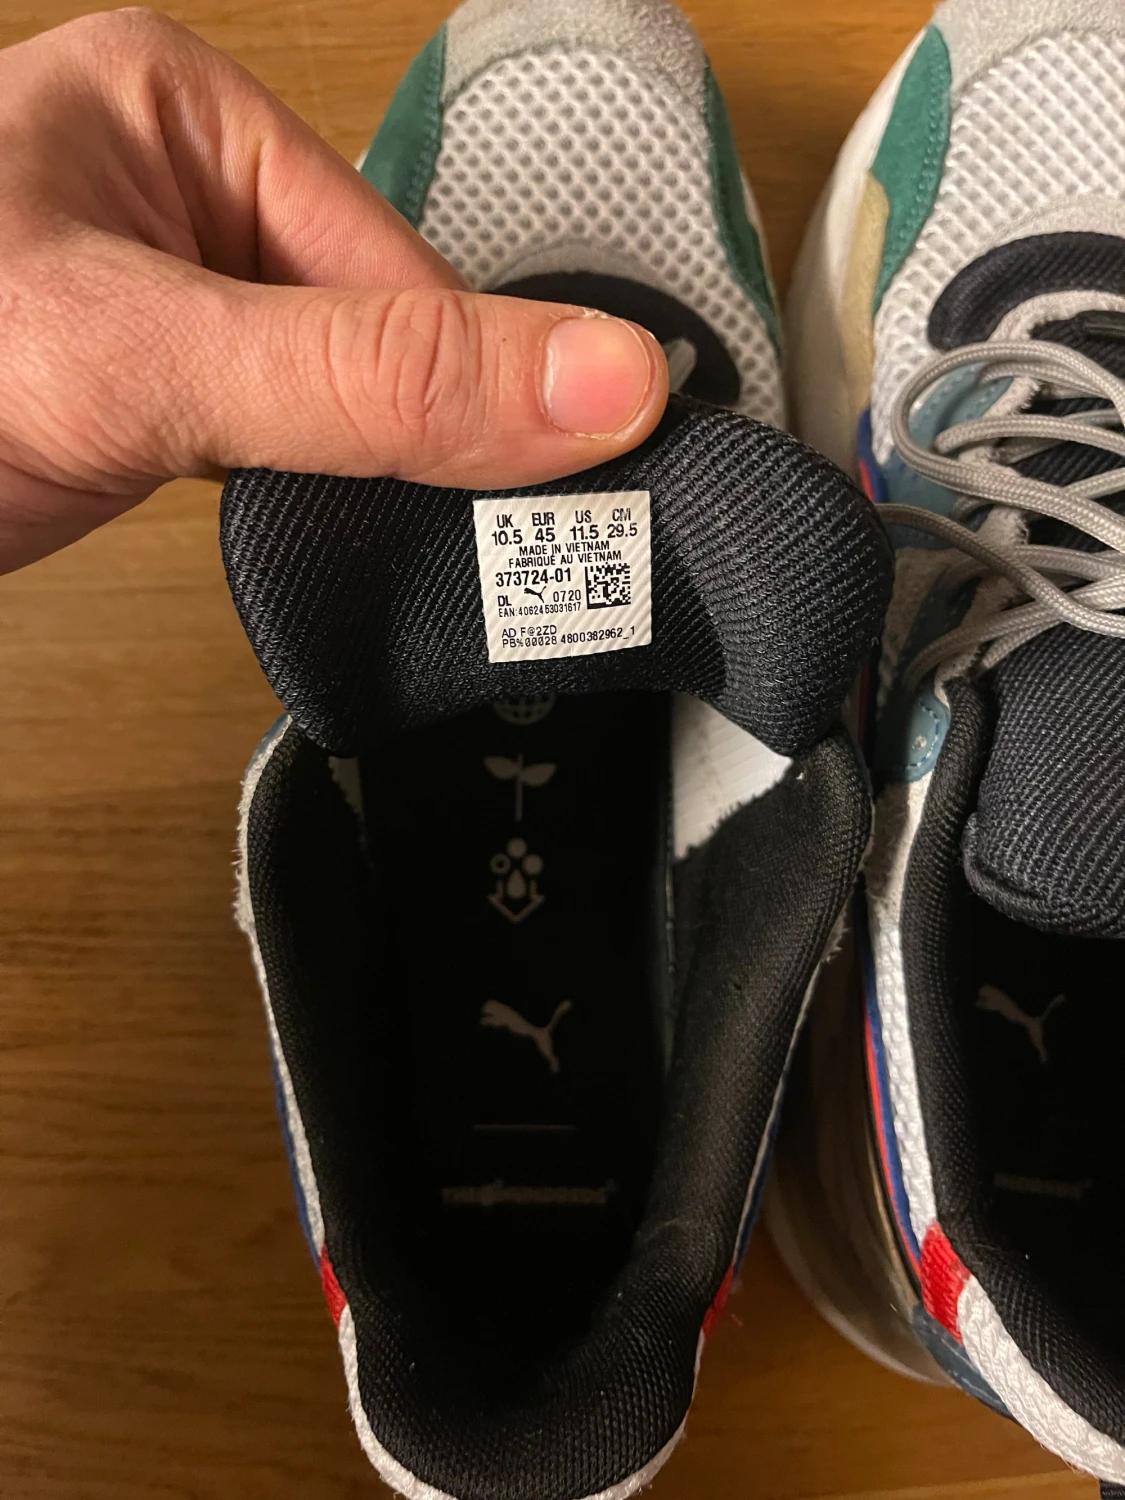 UK EUR US CM
10.5 45 11.5 29.5
MADE IN VIETNAM
FABRIQUÉ AU VIETNAM
373724-01
DL 0720
EAN:4062453031617
AD F@2ZD
PB%00028 4800382962_1